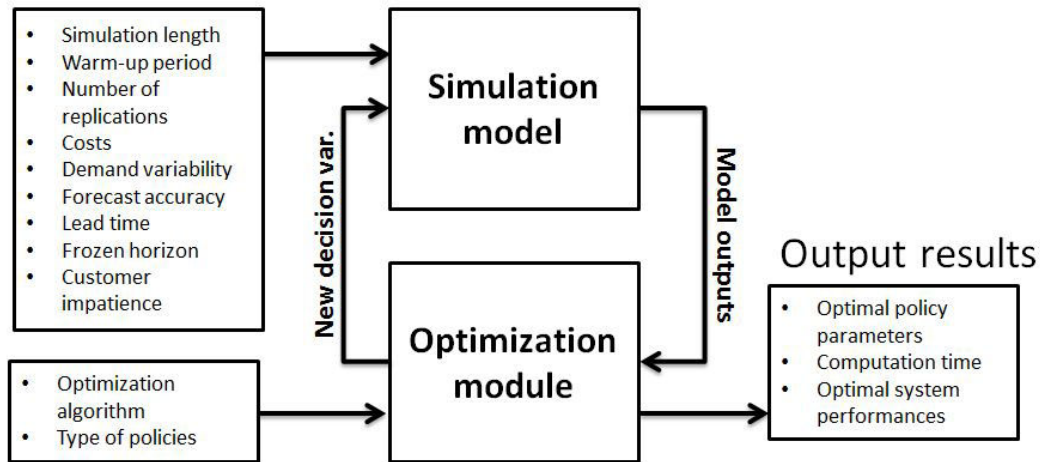 • Simulation length
• Warm-up period
• Number of
replications
• Costs
• Demand variability
• Forecast accuracy
• Lead time
• Frozen horizon
• Customer
impatience
• Optimization
algorithm
• Type of policies
New decision var.
Simulation
model
Model outputs
Optimization
module
Output results
• Optimal policy
parameters
• Computation time
• Optimal system
performances